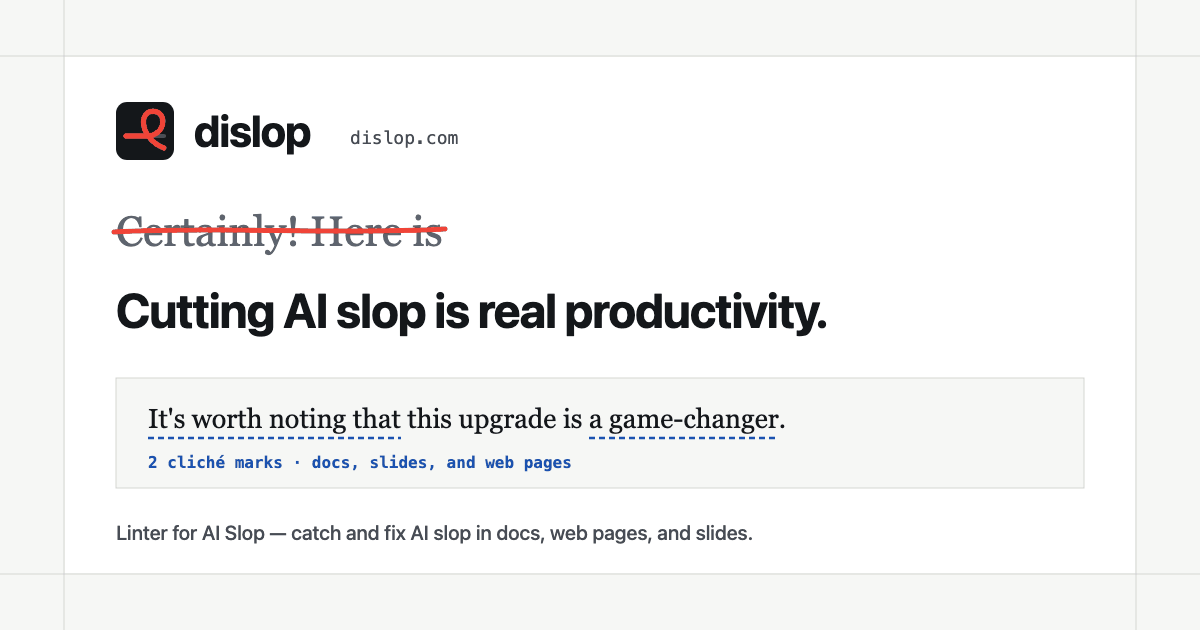 dislop
dislop.com
Certainly! Here is
Cutting AI slop is real productivity.
It's worth noting that this upgrade is a game-changer.
2 cliché marks · docs, slides, and web pages
Linter for AI Slop — catch and fix AI slop in docs, web pages, and slides.